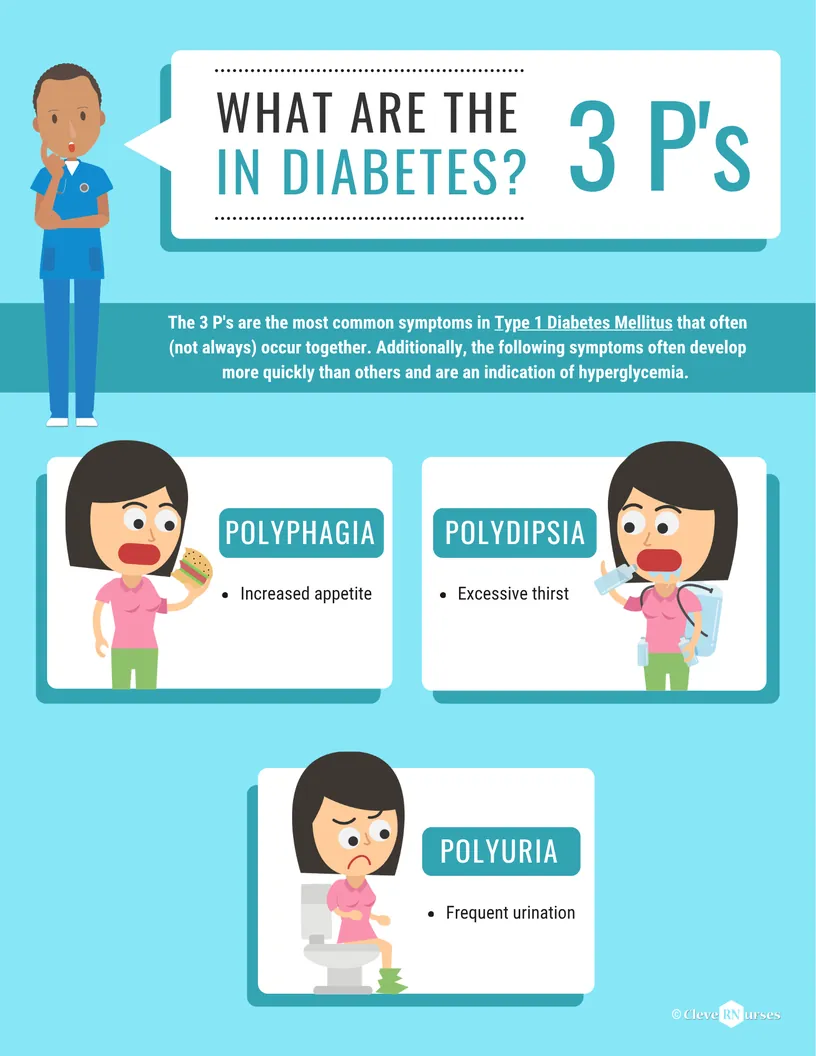 WHAT ARE THE
IN DIABETES?
3 P's
The 3 P's are the most common symptoms in Type 1 Diabetes Mellitus that often
(not always) occur together. Additionally, the following symptoms often develop
more quickly than others and are an indication of hyperglycemia.
POLYPHAGIA
• Increased appetite
POLYDIPSIA
• Excessive thirst
POLYURIA
• Frequent urination
©CleveRNurses